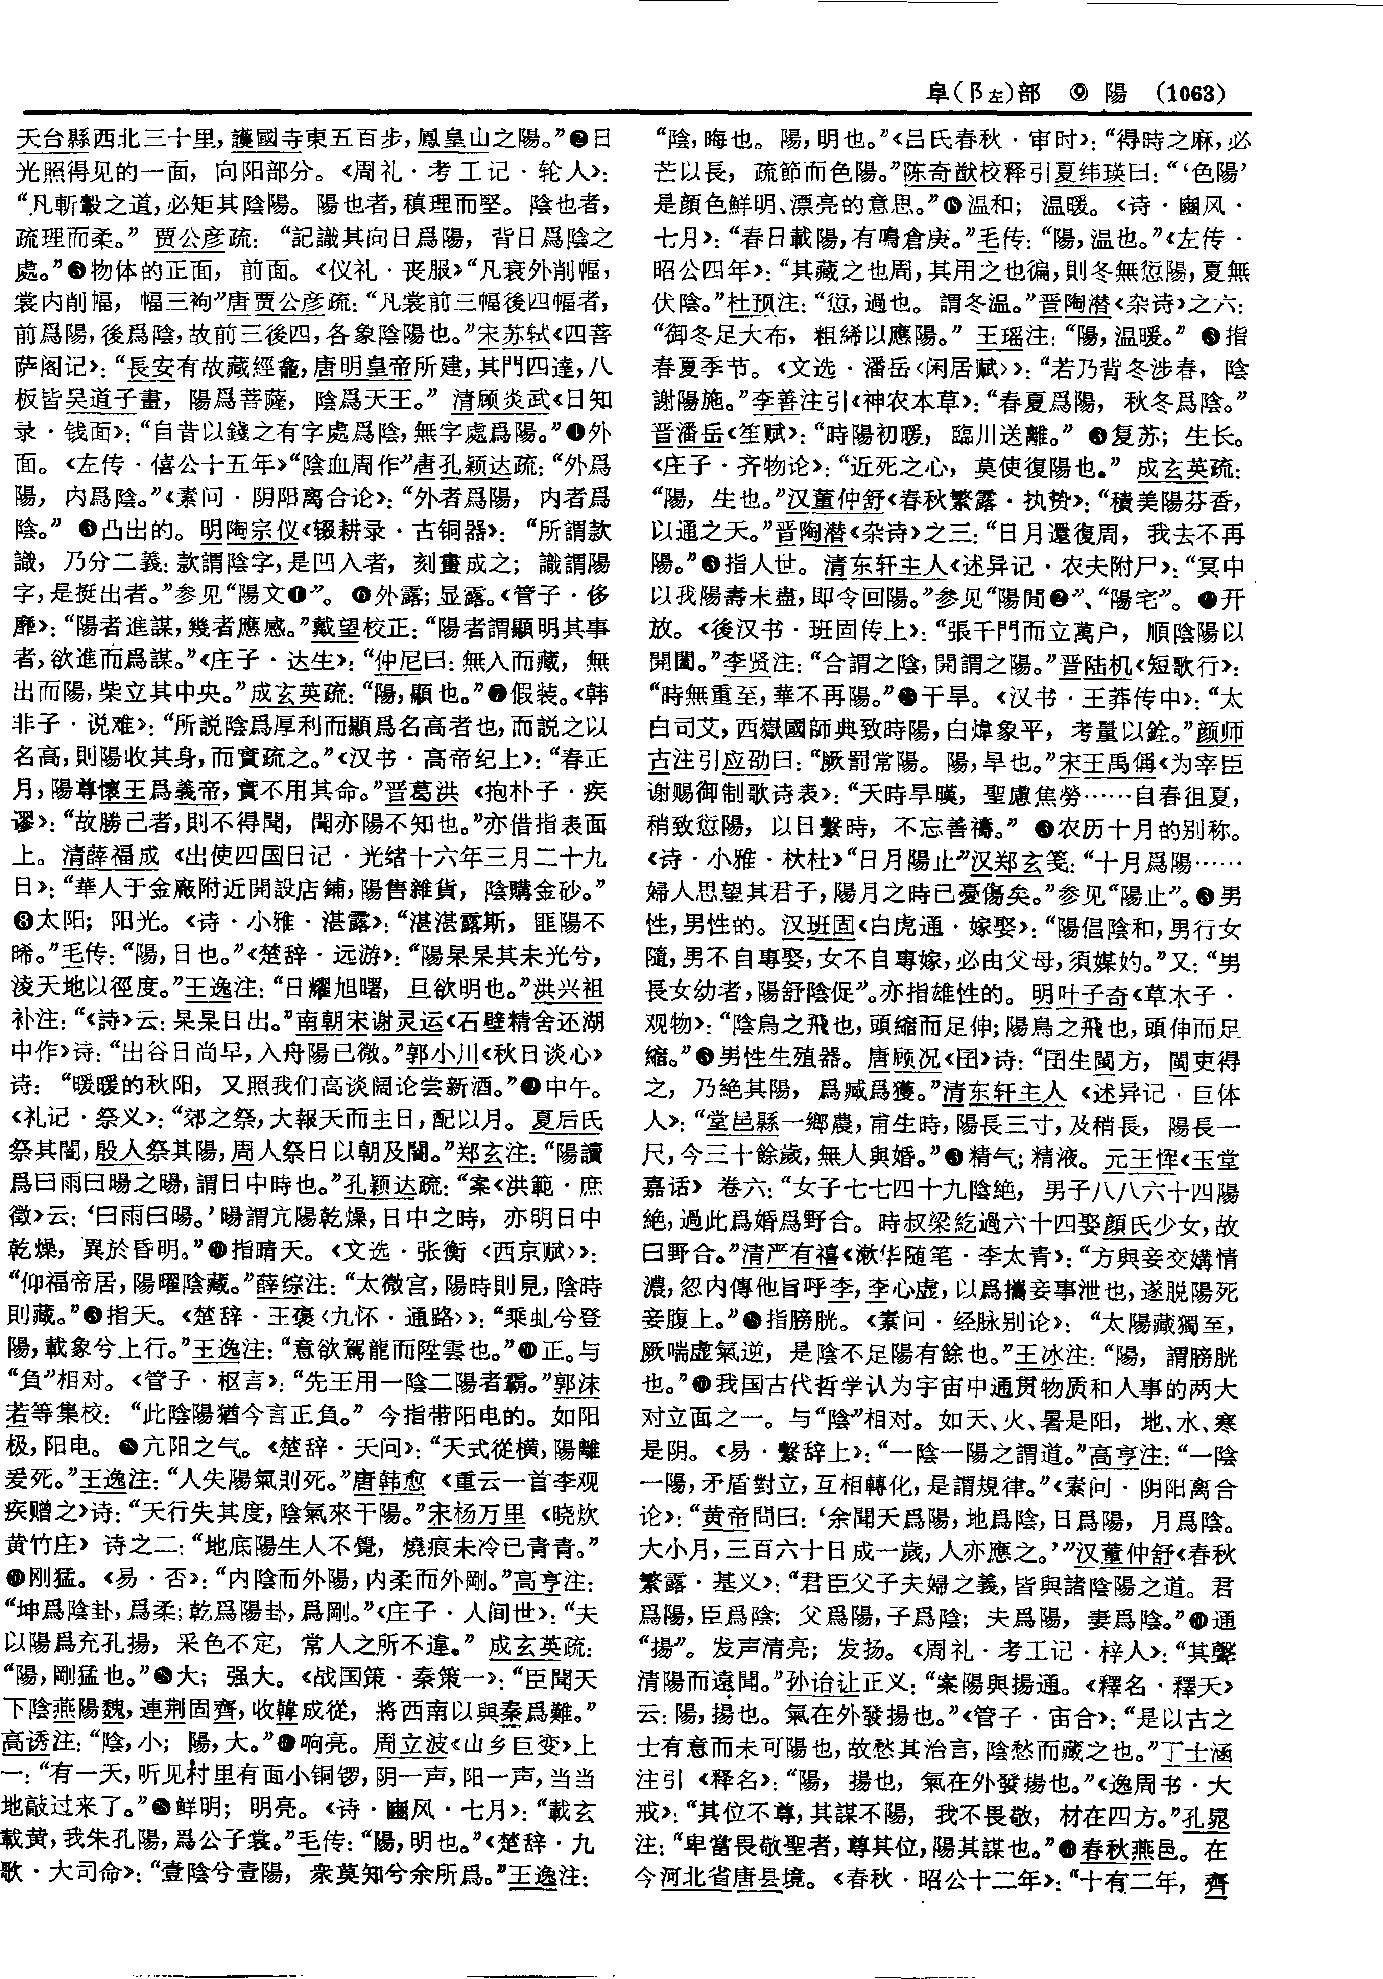 阜(阝左)部 ⑨ 陽 (1063)
天台縣西北三十里,護國寺東五百步,鳳皇山之陽。”❷日
光照得见的一面，向阳部分。《周礼·考工记·轮人》:
“凡斬轂之道,必矩其陰陽。陽也者,稹理而堅。陰也者,
疏理而柔。”贾公彦疏:“記識其向日爲陽，背日爲陰之
處。”❸物体的正面，前面。《仪礼·丧服》“凡衰外削幅,
裳内削幅，幅三袧”唐贾公彦疏:“凡裳前三幅後四幅者,
前爲陽,後爲陰,故前三後四,各象陰陽也。”宋苏轼《四菩
萨阁记》:“長安有故藏經龕,唐明皇帝所建,其門四達,八
板皆吴道子畫，陽爲菩薩，陰爲天王。”清顾炎武《日知
录·钱面》:“自昔以錢之有字處爲陰,無字處爲陽。”❹外
面。《左传·僖公十五年》“陰血周作”唐孔颖达疏:“外爲
陽，内爲陰。”《素问·阴阳离合论》:“外者爲陽，内者爲
陰。”❺凸出的。明陶宗仪《辍耕录·古铜器》:“所謂款
識，乃分二義:款謂陰字,是凹入者，刻畫成之；識謂陽
字,是挺出者。”参见“陽文❶”。❻外露;显露。《管子·侈
靡》:“陽者進謀,幾者應感。”戴望校正:“陽者謂顯明其事
者,欲進而爲謀。”《庄子·达生》:“仲尼曰:無入而藏，無
出而陽,柴立其中央。”成玄英疏:“陽,顯也。”❼假装。《韩
非子·说难》:“所説陰爲厚利而顯爲名高者也,而説之以
名高,則陽收其身,而實疏之。”《汉书·高帝纪上》:“春正
月,陽尊懷王爲義帝,實不用其命。”晋葛洪《抱朴子·疾
谬》:“故勝己者,則不得聞，聞亦陽不知也。”亦借指表面
上。清薛福成《出使四国日记·光绪十六年三月二十九
日》:“華人于金廠附近開設店鋪,陽售雜貨，陰購金砂。”
❽太阳；阳光。《诗·小雅·湛露》:“湛湛露斯，匪陽不
晞。”毛传:“陽,日也。”《楚辞·远游》:“陽杲杲其未光兮,
淩天地以徑度。”王逸注:“日耀旭曙，旦欲明也。”洪兴祖
补注:“《詩》云:杲杲日出。”南朝宋谢灵运《石壁精舍还湖
中作》诗:“出谷日尚早,入舟陽已微。”郭小川《秋日谈心》
诗:“暖暖的秋阳，又照我们高谈阔论尝新酒。”❾中午。
《礼记·祭义》:“郊之祭,大報天而主日,配以月。夏后氏
祭其闇,殷人祭其陽,周人祭日以朝及闇。”郑玄注:“陽讀
爲曰雨曰暘之暘,謂日中時也。”孔颖达疏:“案《洪範·庶
徵》云:‘曰雨曰暘。’暘謂亢陽乾燥,日中之時，亦明日中
乾燥，異於昏明。”❿指晴天。《文选·张衡〈西京赋〉》:
“仰福帝居,陽曜陰藏。”薛综注:“太微宫,陽時則見,陰時
則藏。”⓫指天。《楚辞·王褒〈九怀·通路〉》:“乘虬兮登
陽,載象兮上行。”王逸注:“意欲駕龍而陞雲也。”⓬正。与
“負”相对。《管子·枢言》:“先王用一陰二陽者霸。”郭沫
若等集校:“此陰陽猶今言正負。”今指带阳电的。如阳
极,阳电。⓭亢阳之气。《楚辞·天问》:“天式從横,陽離
爰死。”王逸注:“人失陽氣則死。”唐韩愈《重云一首李观
疾赠之》诗:“天行失其度,陰氣來干陽。”宋杨万里《晓炊
黄竹庄》诗之二:“地底陽生人不覺，燒痕未冷已青青。”
⓮刚猛。《易·否》:“内陰而外陽,内柔而外剛。”高亨注:
“坤爲陰卦,爲柔;乾爲陽卦,爲剛。”《庄子·人间世》:“夫
以陽爲充孔揚，采色不定，常人之所不違。”成玄英疏:
“陽,剛猛也。”⓯大；强大。《战国策·秦策一》:“臣聞天
下陰燕陽魏,連荆固齊,收韓成從，將西南以與秦爲難。”
高诱注:“陰,小；陽,大。”⓰响亮。周立波《山乡巨变》上
一:“有一天,听见村里有面小铜锣,阴一声,阳一声,当当
地敲过来了。”⓱鲜明；明亮。《诗·豳风·七月》:“載玄
載黄,我朱孔陽,爲公子裳。”毛传:“陽,明也。”《楚辞·九
歌·大司命》:“壹陰兮壹陽，衆莫知兮余所爲。”王逸注:
“陰,晦也。陽,明也。”《吕氏春秋·审时》:“得時之麻,必
芒以長，疏節而色陽。”陈奇猷校释引夏纬瑛曰:“‘色陽’
是顔色鮮明、漂亮的意思。”⓲温和；温暖。《诗·豳风·
七月》:“春日載陽,有鳴倉庚。”毛传:“陽,温也。”《左传·
昭公四年》:“其藏之也周,其用之也徧,則冬無愆陽,夏無
伏陰。”杜预注:“愆,過也。謂冬温。”晋陶潜《杂诗》之六:
“御冬足大布，粗絺以應陽。”王瑶注:“陽,温暖。”⓳指
春夏季节。《文选·潘岳〈闲居赋〉》:“若乃背冬涉春，陰
謝陽施。”李善注引《神农本草》:“春夏爲陽，秋冬爲陰。”
晋潘岳《笙赋》:“時陽初暖，臨川送離。”⓴复苏；生长。
《庄子·齐物论》:“近死之心，莫使復陽也。”成玄英疏:
“陽，生也。”汉董仲舒《春秋繁露·执贽》:“積美陽芬香,
以通之天。”晋陶潜《杂诗》之三:“日月還復周，我去不再
陽。”㉑指人世。清东轩主人《述异记·农夫附尸》:“冥中
以我陽壽未盡,即令回陽。”参见“陽間❷”、“陽宅”。㉒开
放。《後汉书·班固传上》:“張千門而立萬户，順陰陽以
開闔。”李贤注:“合謂之陰,開謂之陽。”晋陆机《短歌行》:
“時無重至,華不再陽。”㉓干旱。《汉书·王莽传中》:“太
白司艾,西嶽國師典致時陽,白煒象平，考量以銓。”颜师
古注引应劭曰:“厥罰常陽。陽,旱也。”宋王禹偁《为宰臣
谢赐御制歌诗表》:“天時旱暵，聖慮焦勞……自春徂夏,
稍致愆陽，以日繫時，不忘善禱。”㉔农历十月的别称。
《诗·小雅·杕杜》“日月陽止”汉郑玄笺:“十月爲陽……
婦人思望其君子,陽月之時已憂傷矣。”参见“陽止”。㉕男
性,男性的。汉班固《白虎通·嫁娶》:“陽倡陰和,男行女
隨,男不自專娶,女不自專嫁,必由父母,須媒妁。”又:“男
長女幼者,陽舒陰促”。亦指雄性的。明叶子奇《草木子·
观物》:“陰鳥之飛也,頭縮而足伸;陽鳥之飛也,頭伸而足
縮。”㉖男性生殖器。唐顾况《囝》诗:“囝生閩方，閩吏得
之，乃絶其陽，爲臧爲獲。”清东轩主人《述异记·巨体
人》:“堂邑縣一鄉農,甫生時,陽長三寸,及稍長，陽長一
尺,今三十餘歲,無人與婚。”㉗精气;精液。元王恽《玉堂
嘉话》卷六:“女子七七四十九陰絶，男子八八六十四陽
絶,過此爲婚爲野合。時叔梁紇過六十四娶顔氏少女,故
曰野合。”清严有禧《漱华随笔·李太青》:“方與妾交媾情
濃,忽内傳他旨呼李,李心虚,以爲攜妾事泄也,遂脱陽死
妾腹上。”㉘指膀胱。《素问·经脉别论》:“太陽藏獨至,
厥喘虚氣逆，是陰不足陽有餘也。”王冰注:“陽，謂膀胱
也。”㉙我国古代哲学认为宇宙中通贯物质和人事的两大
对立面之一。与“陰”相对。如天、火、暑是阳，地、水、寒
是阴。《易·繫辞上》:“一陰一陽之謂道。”高亨注:“一陰
一陽,矛盾對立,互相轉化,是謂規律。”《素问·阴阳离合
论》:“黄帝問曰:‘余聞天爲陽,地爲陰,日爲陽，月爲陰。
大小月,三百六十日成一歲,人亦應之。’”汉董仲舒《春秋
繁露·基义》:“君臣父子夫婦之義,皆與諸陰陽之道。君
爲陽,臣爲陰；父爲陽,子爲陰；夫爲陽，妻爲陰。”㉚通
“揚”。发声清亮；发扬。《周礼·考工记·梓人》:“其聲
清陽而遠聞。”孙诒让正义:“案陽與揚通。《釋名·釋天》
云:陽,揚也。氣在外發揚也。”《管子·宙合》:“是以古之
士有意而未可陽也,故愁其治言,陰愁而藏之也。”丁士涵
注引《释名》:“陽，揚也，氣在外發揚也。”《逸周书·大
戒》:“其位不尊,其謀不陽，我不畏敬，材在四方。”孔晁
注:“卑當畏敬聖者,尊其位,陽其謀也。”㉛春秋燕邑。在
今河北省唐县境。《春秋·昭公十二年》:“十有二年，齊